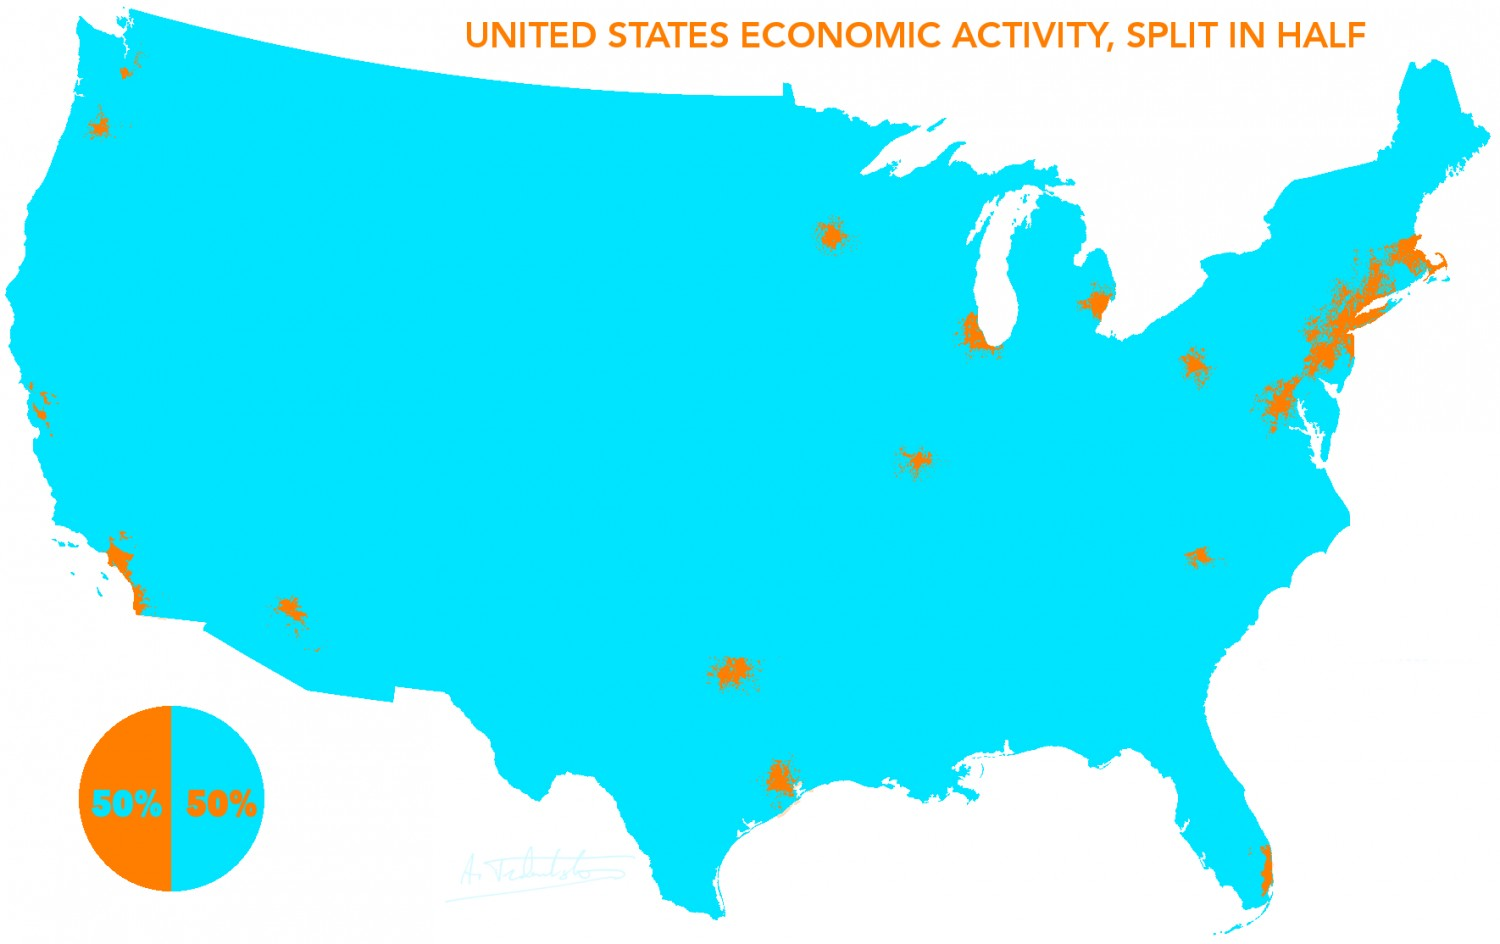 UNITED STATES ECONOMIC ACTIVITY, SPLIT IN HALF
50% 50%